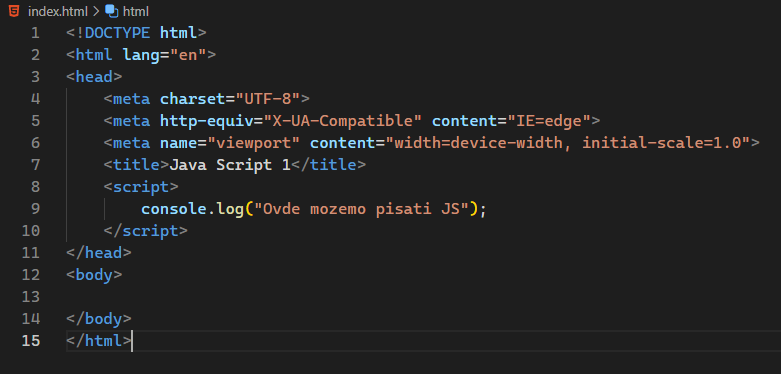 index.html > html
1 <!DOCTYPE html>
2 <html lang="en">
3 <head>
4     <meta charset="UTF-8">
5     <meta http-equiv="X-UA-Compatible" content="IE=edge">
6     <meta name="viewport" content="width=device-width, initial-scale=1.0">
7     <title>Java Script 1</title>
8     <script>
9        console.log("Ovde mozemo pisati JS");
10     </script>
11 </head>
12 <body>
13
14 </body>
15 </html>